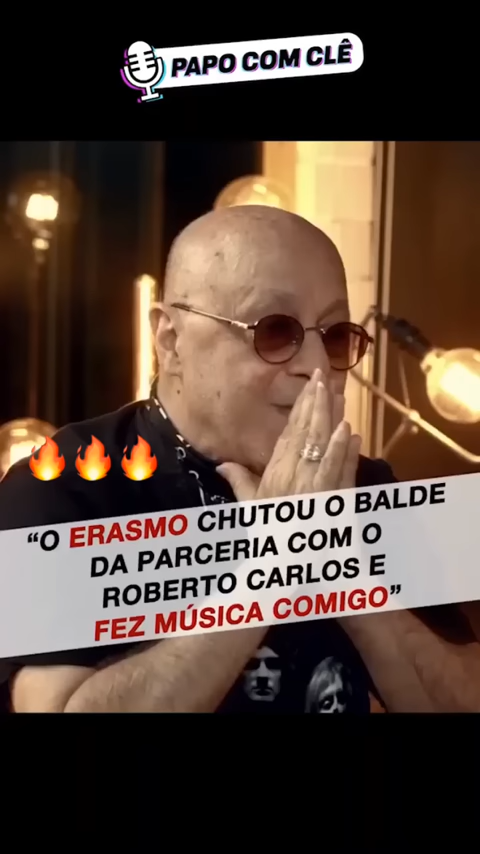 PAPO COM CLÊ
“O ERASMO CHUTOU O BALDE
DA PARCERIA COM O
ROBERTO CARLOS E
FEZ MÚSICA COMIGO”